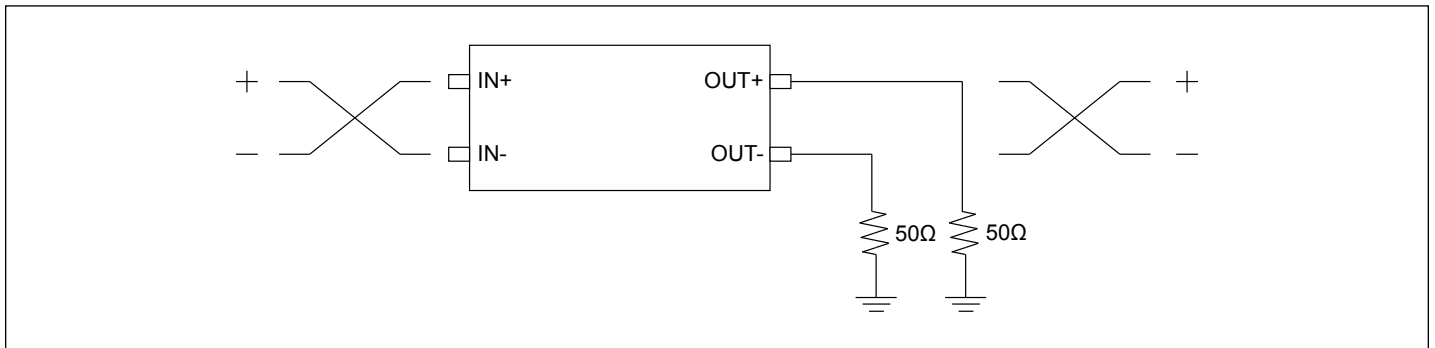 + IN+ OUT+ +
− IN- OUT- −
50Ω 50Ω